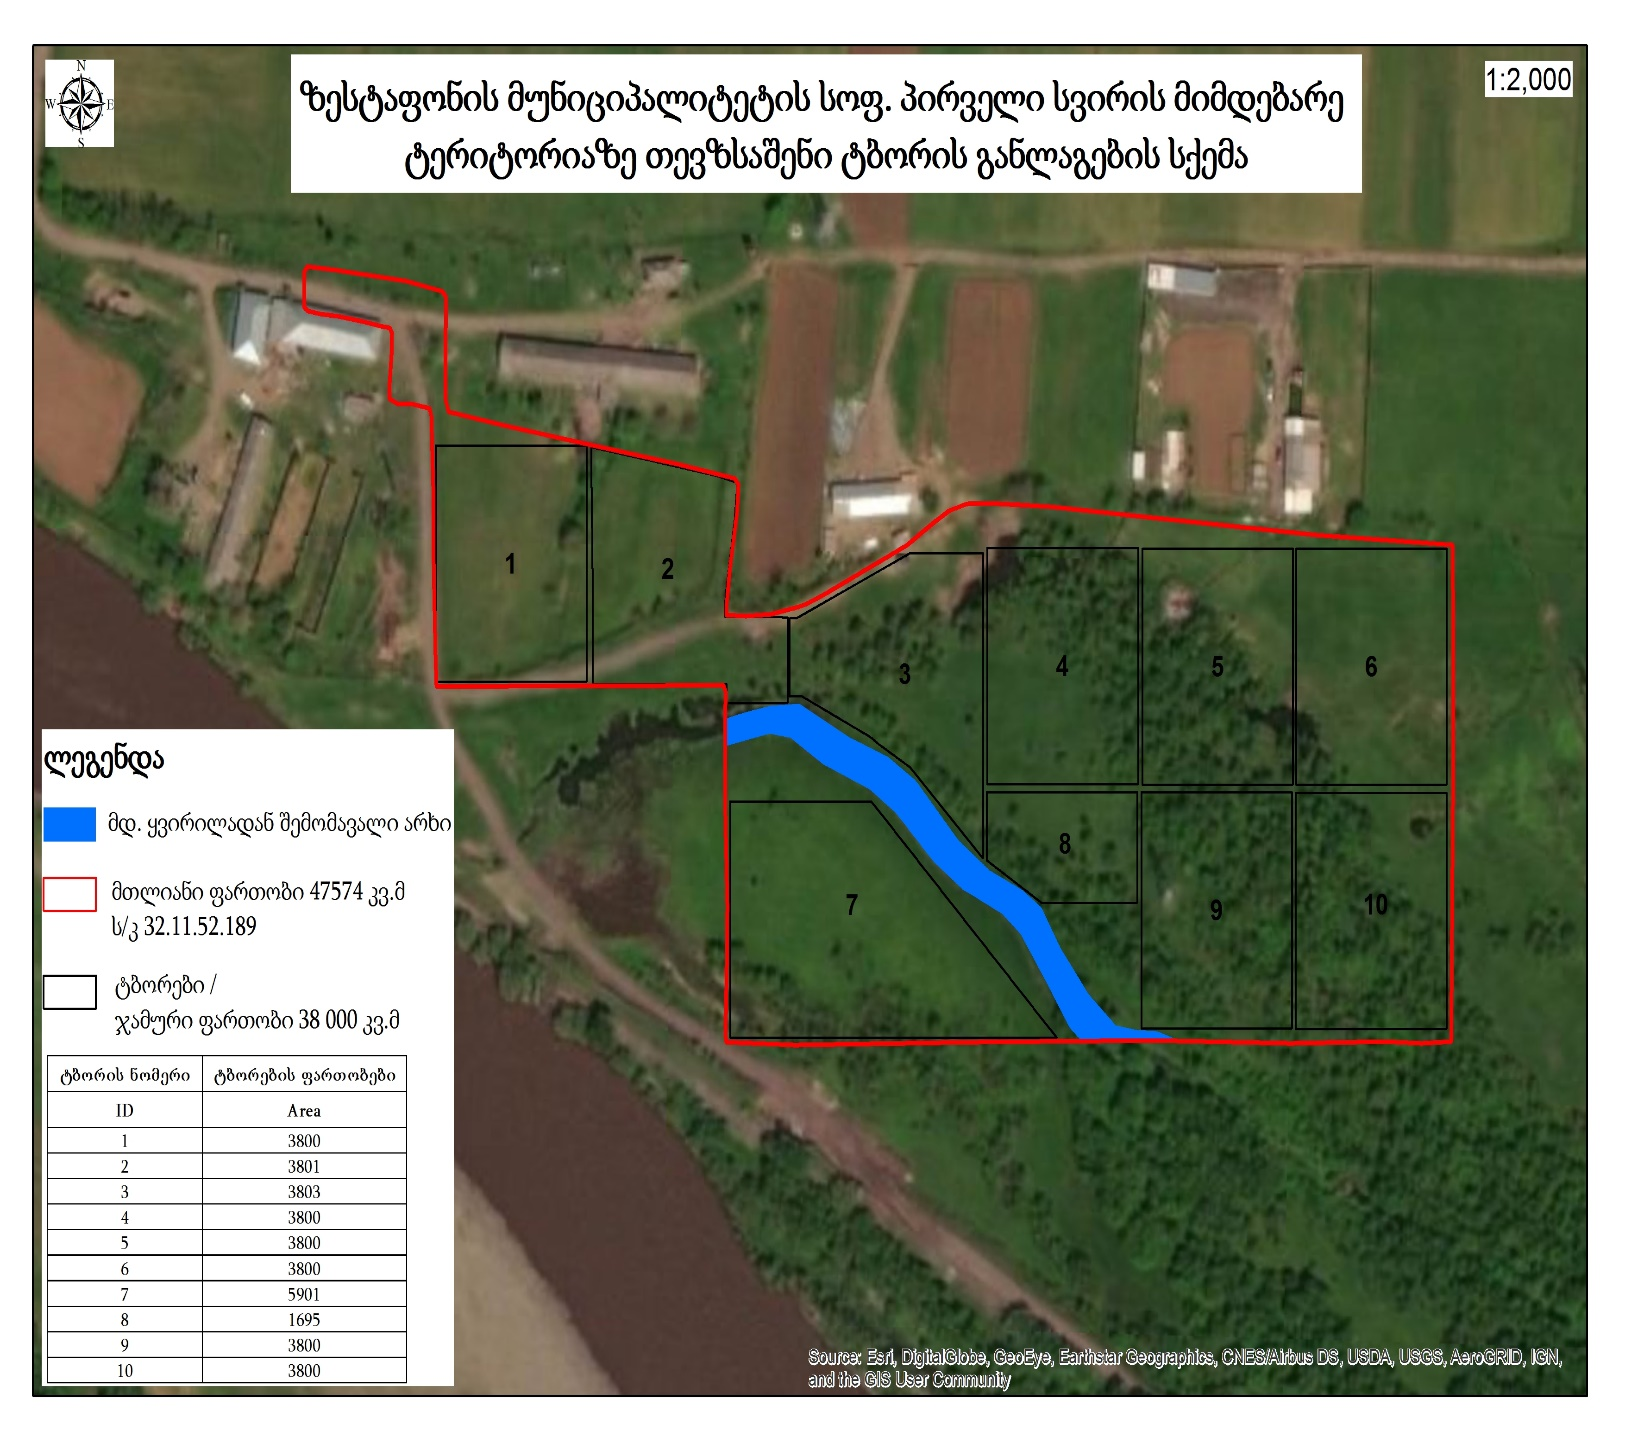 N
W E
S
ზესტაფონის მუნიციპალიტეტის სოფ. პირველი სვირის მიმდებარე
ტერიტორიაზე თევზსაშენი ტბორის განლაგების სქემა
1:2,000
1
2
3
4
5
6
7
8
9
10
ლეგენდა
მდ. ყვირილადან შემომავალი არხი
მთლიანი ფართობი 47574 კვ.მ
ს/კ 32.11.52.189
ტბორები /
ჯამური ფართობი 38 000 კვ.მ
ტბორის ნომერი ტბორების ფართობები
ID Area
1 3800
2 3801
3 3803
4 3800
5 3800
6 3800
7 5901
8 1695
9 3800
10 3800
Source: Esri, DigitalGlobe, GeoEye, Earthstar Geographics, CNES/Airbus DS, USDA, USGS, AeroGRID, IGN,
and the GIS User Community